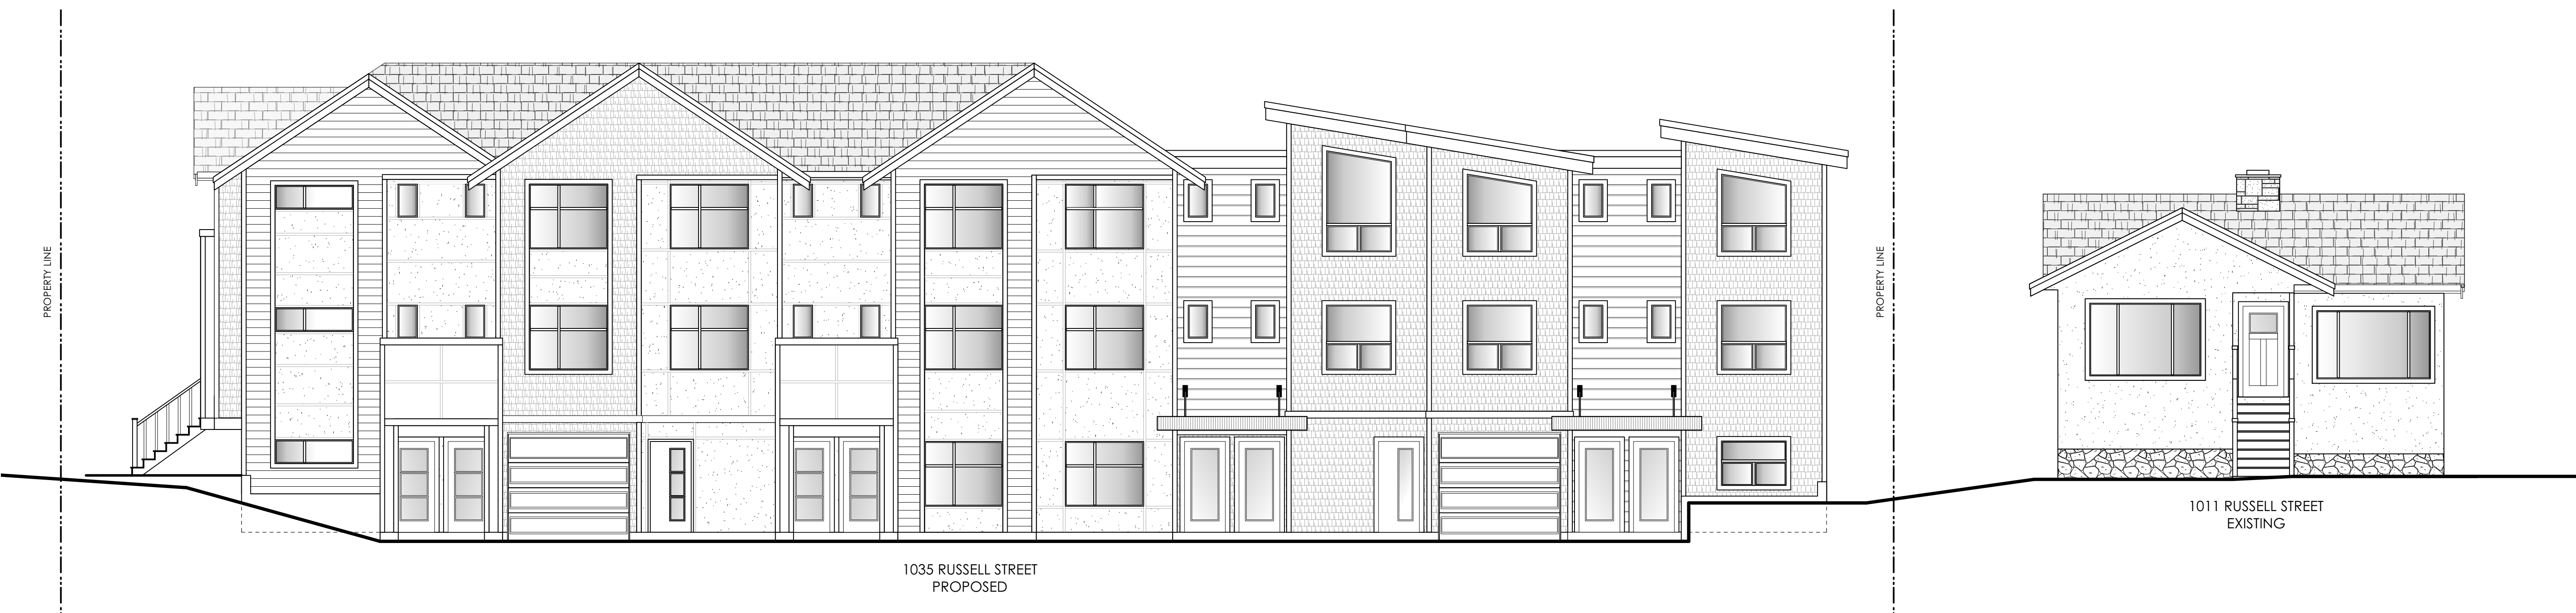 PROPERTY LINE
PROPERTY LINE
1035 RUSSELL STREET
PROPOSED
1011 RUSSELL STREET
EXISTING